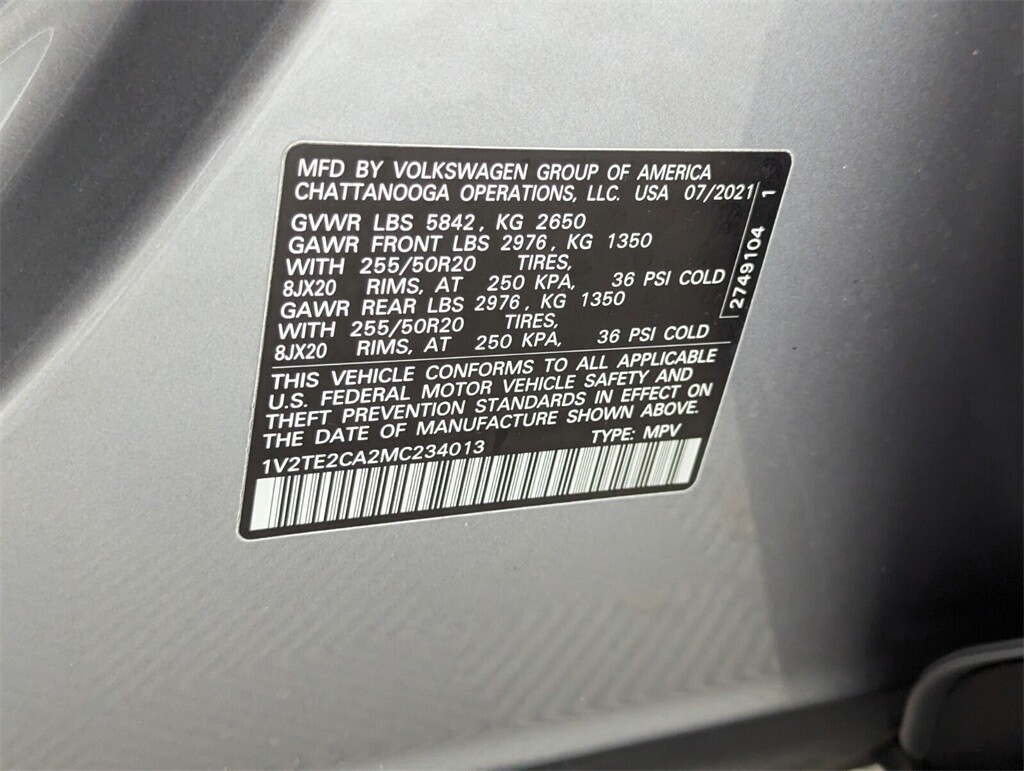 MFD BY VOLKSWAGEN GROUP OF AMERICA
CHATTANOOGA OPERATIONS, LLC. USA 07/2021
GVWR LBS 5842, KG 2650
GAWR FRONT LBS 2976, KG 1350
WITH 255/50R20 TIRES,
8JX20 RIMS, AT 250 KPA, 36 PSI COLD
GAWR REAR LBS 2976, KG 1350
WITH 255/50R20 TIRES,
8JX20 RIMS, AT 250 KPA, 36 PSI COLD
THIS VEHICLE CONFORMS TO ALL APPLICABLE
U.S. FEDERAL MOTOR VEHICLE SAFETY AND
THEFT PREVENTION STANDARDS IN EFFECT ON
THE DATE OF MANUFACTURE SHOWN ABOVE.
1V2TE2CA2MC234013 TYPE: MPV
2749104 1